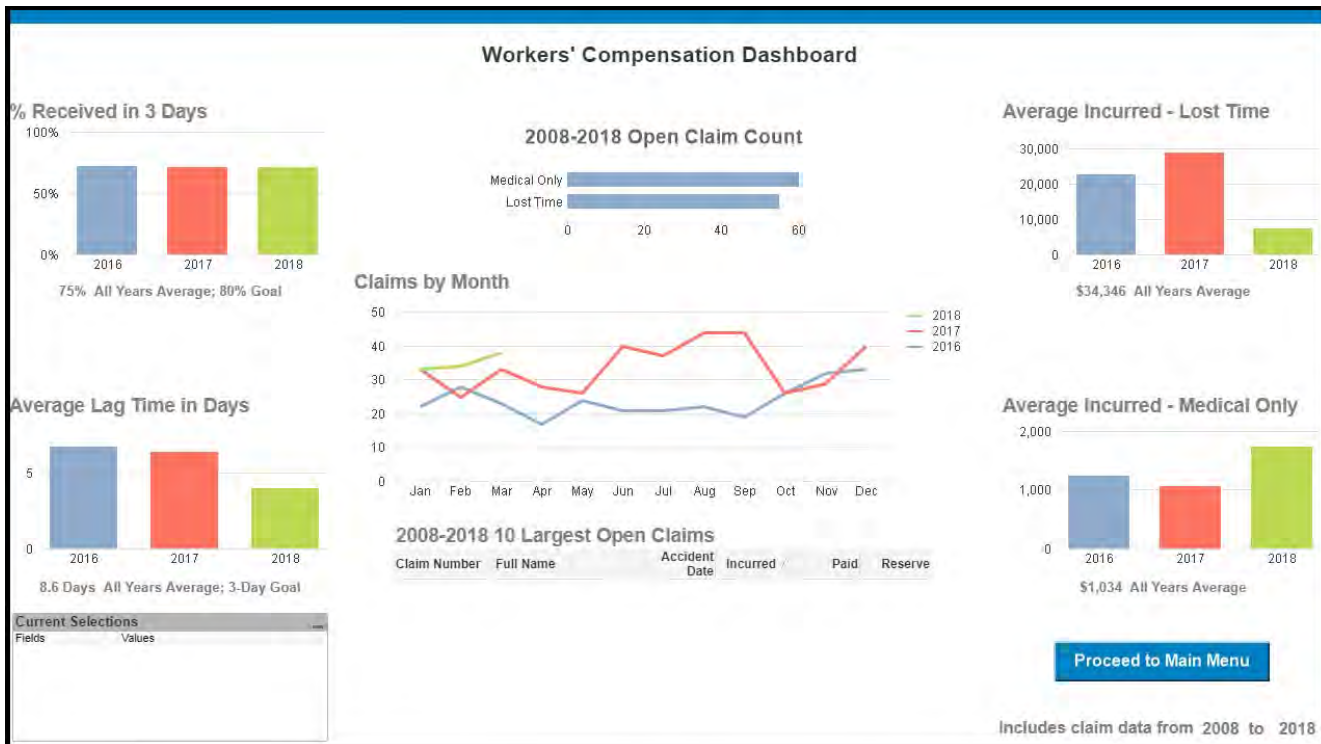 Workers' Compensation Dashboard
% Received in 3 Days
100%
50%
0%
2016 2017 2018
75% All Years Average; 80% Goal
Average Lag Time in Days
5
0
2016 2017 2018
8.6 Days All Years Average; 3-Day Goal
Current Selections
Fields Values
2008-2018 Open Claim Count
Medical Only
Lost Time
0 20 40 60
Claims by Month
50
40
30
20
10
0
Jan Feb Mar Apr May Jun Jul Aug Sep Oct Nov Dec
2018
2017
2016
2008-2018 10 Largest Open Claims
Claim Number Full Name Accident Date Incurred Paid Reserve
Average Incurred - Lost Time
30,000
20,000
10,000
0
2016 2017 2018
$34,346 All Years Average
Average Incurred - Medical Only
2,000
1,000
0
2016 2017 2018
$1,034 All Years Average
Proceed to Main Menu
Includes claim data from 2008 to 2018